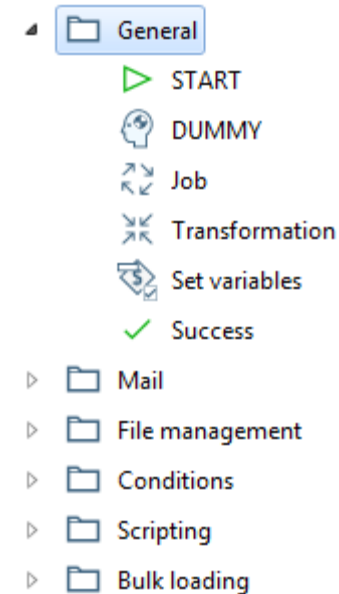 General
START
DUMMY
Job
Transformation
Set variables
Success
Mail
File management
Conditions
Scripting
Bulk loading